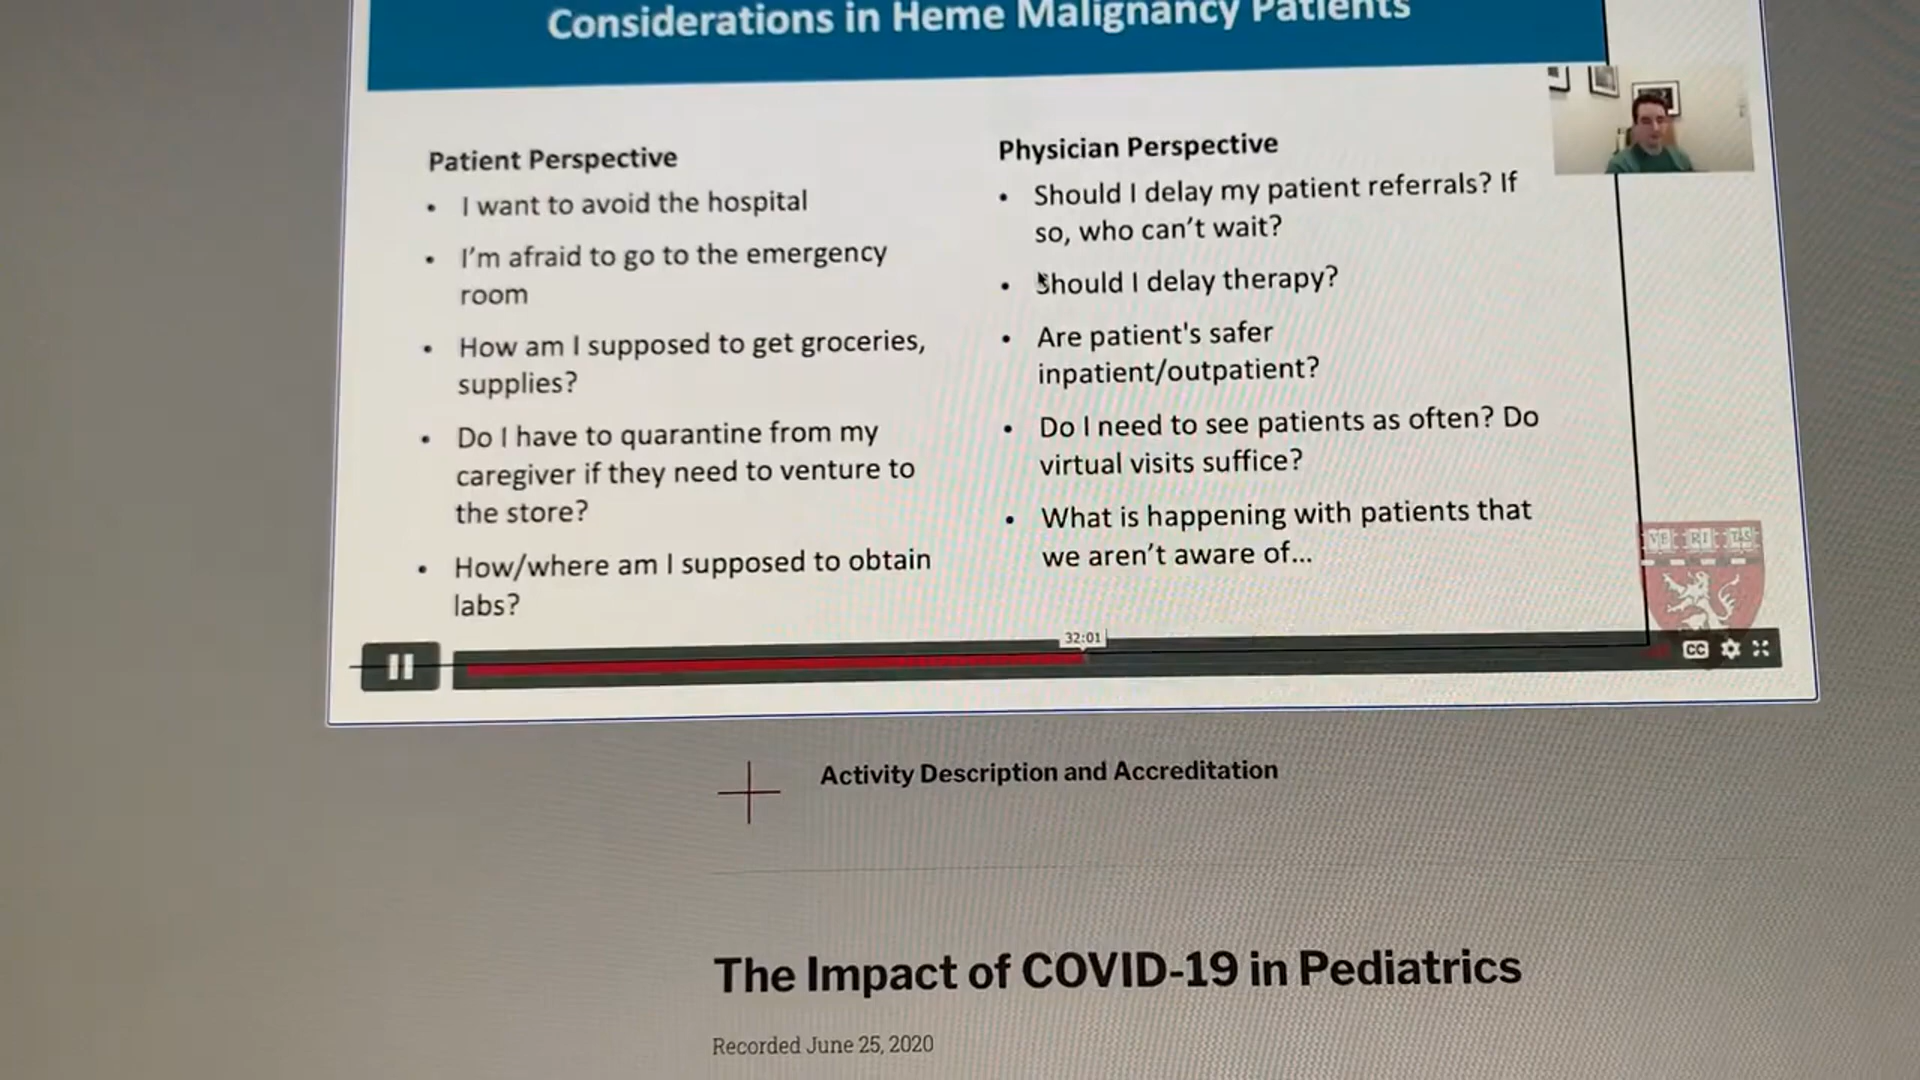 Considerations in Heme Malignancy Patients
Patient Perspective
• I want to avoid the hospital
• I'm afraid to go to the emergency
room
• How am I supposed to get groceries,
supplies?
• Do I have to quarantine from my
caregiver if they need to venture to
the store?
• How/where am I supposed to obtain
labs?
Physician Perspective
• Should I delay my patient referrals? If
so, who can't wait?
• Should I delay therapy?
• Are patient's safer
inpatient/outpatient?
• Do I need to see patients as often? Do
virtual visits suffice?
• What is happening with patients that
we aren't aware of...
VE RI TAS
32:01
CC
Activity Description and Accreditation
The Impact of COVID-19 in Pediatrics
Recorded June 25, 2020